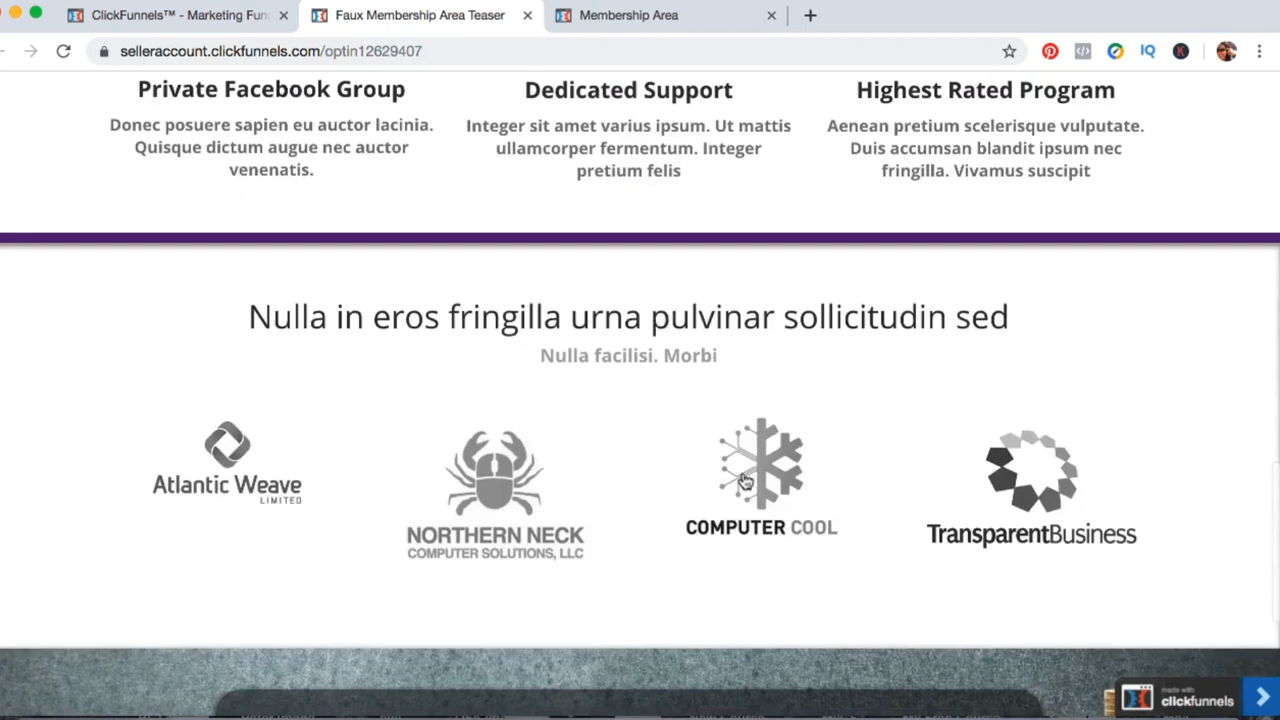 ClickFunnels™ - Marketing Fun
Faux Membership Area Teaser
Membership Area
selleraccount.clickfunnels.com/optin12629407
IQ
K
Private Facebook Group
Donec posuere sapien eu auctor lacinia.
Quisque dictum augue nec auctor
venenatis.
Dedicated Support
Integer sit amet varius ipsum. Ut mattis
ullamcorper fermentum. Integer
pretium felis
Highest Rated Program
Aenean pretium scelerisque vulputate.
Duis accumsan blandit ipsum nec
fringilla. Vivamus suscipit
Nulla in eros fringilla urna pulvinar sollicitudin sed
Nulla facilisi. Morbi
Atlantic Weave
LIMITED
NORTHERN NECK
COMPUTER SOLUTIONS, LLC
COMPUTER COOL
TransparentBusiness
made with
clickfunnels